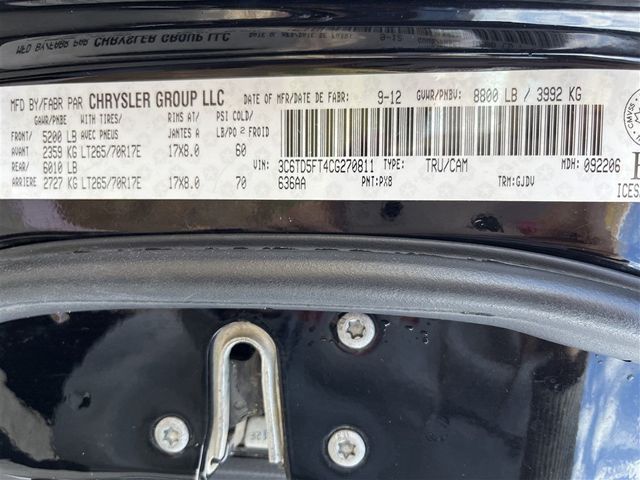 MFD BY/FABR PAR CHRYSLER GROUP LLC DATE OF MFR/DATE DE FABR: 9-12 GVWR/PNBV: 8800 LB / 3992 KG
GAWR/PNBE WITH TIRES/ RIMS AT/ PSI COLD/
FRONT/ 5200 LB AVEC PNEUS JANTES A LB/PO 2 FROID
AVANT 2359 KG LT265/70R17E 17X8.0 60
REAR/ 6010 LB
ARRIERE 2727 KG LT265/70R17E 17X8.0 70
VIN: 3C6TD5FT4CG270811 TYPE: TRU/CAM MDH: 092206
636AA PNT:PX8 TRM:GJDV